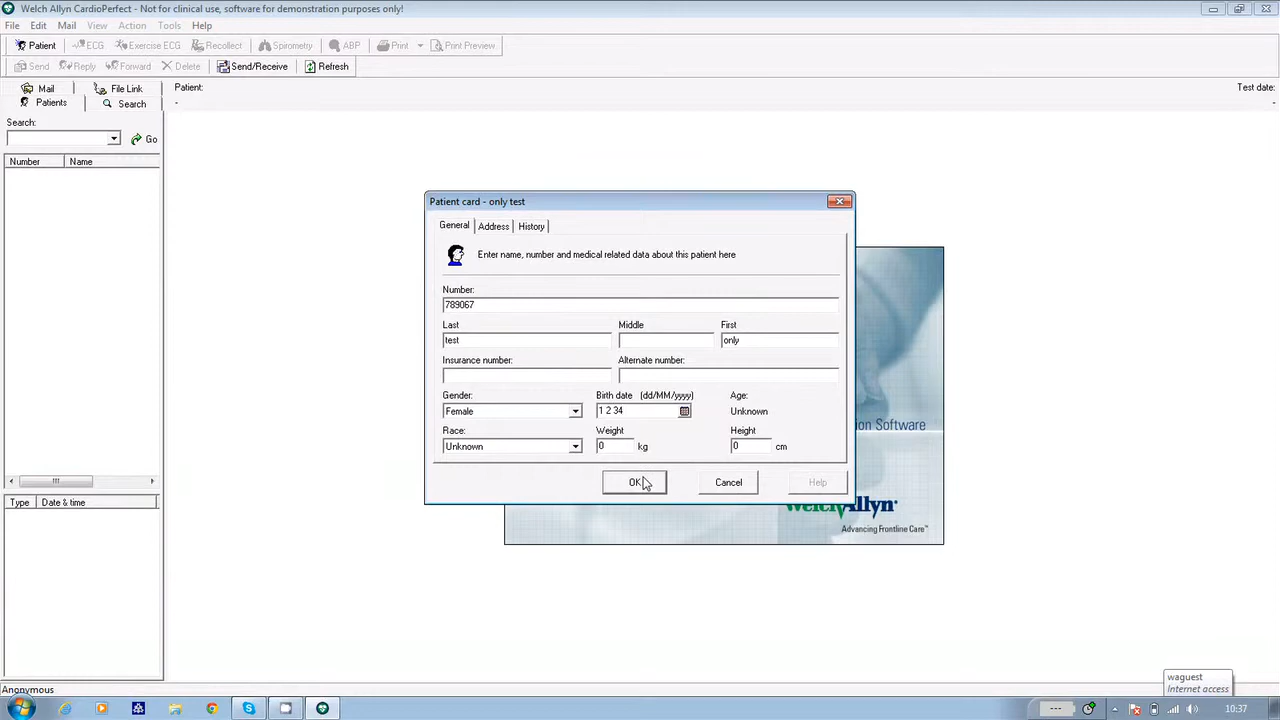 Welch Allyn CardioPerfect - Not for clinical use, software for demonstration purposes only!
File Edit Mail View Action Tools Help
Patient ECG Exercise ECG Recollect Spirometry ABP Print Print Preview
Send Reply Forward Delete Send/Receive Refresh
Mail File Link Patient: Test date:
Patients Search - -
Search:
Go
Number Name
Patient card - only test
General Address History
Enter name, number and medical related data about this patient here
Number:
789067
Last Middle First
test only
Insurance number: Alternate number:
Gender: Birth date (dd/MM/yyyy) Age:
Female 1 2 34 Unknown
Race: Weight Height
Unknown 0 kg 0 cm
OK Cancel Help
ion Software
WelchAllyn
Advancing Frontline Care™
Type Date & time
Anonymous
waguest
Internet access
--- 10:37